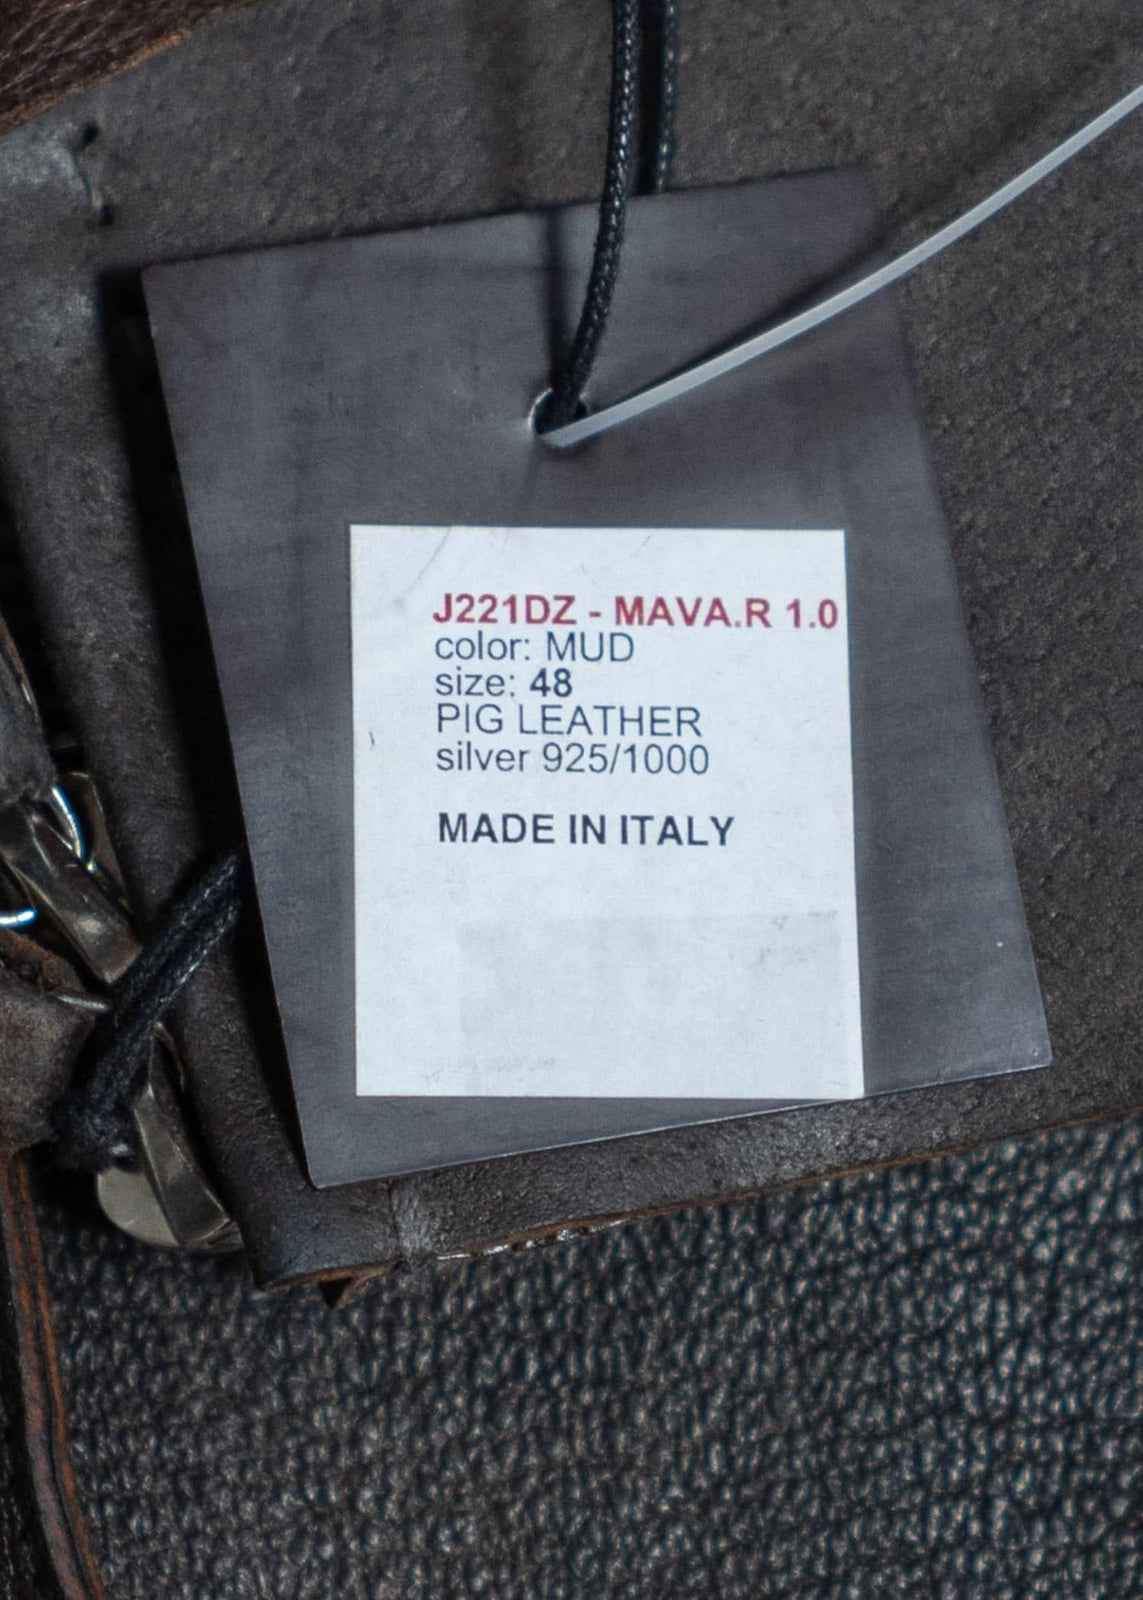 J221DZ - MAVA.R 1.0
color: MUD
size: 48
PIG LEATHER
silver 925/1000
MADE IN ITALY